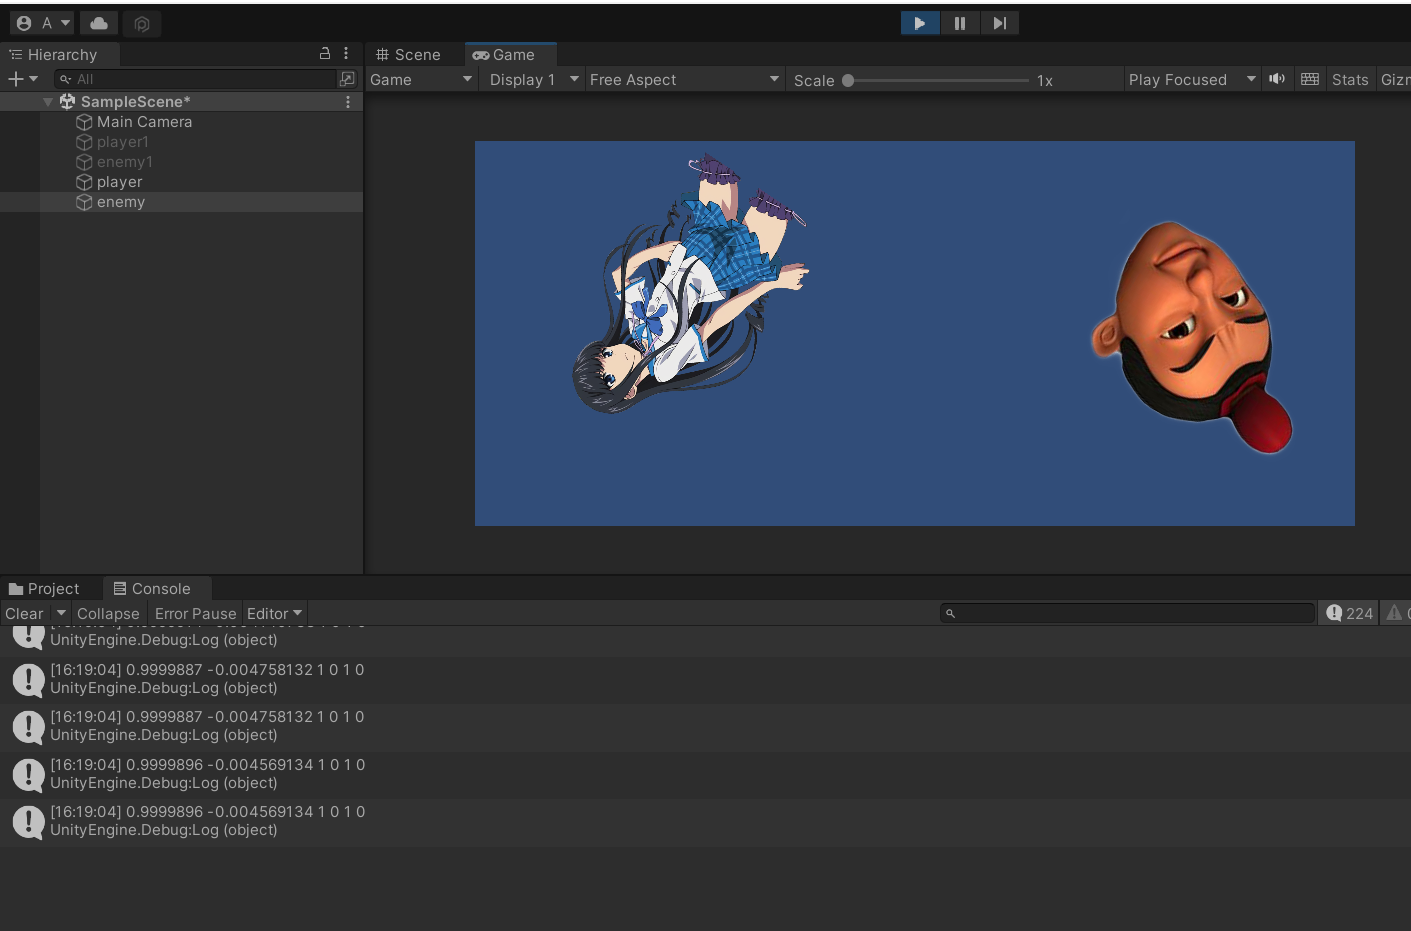 A
Hierarchy
All
SampleScene*
Main Camera
player1
enemy1
player
enemy
Scene
Game
Game
Display 1
Free Aspect
Scale
1x
Play Focused
Stats
Project
Console
Clear
Collapse
Error Pause
Editor
224
UnityEngine.Debug:Log (object)
[16:19:04] 0.9999887 -0.004758132 1 0 1 0
UnityEngine.Debug:Log (object)
[16:19:04] 0.9999887 -0.004758132 1 0 1 0
UnityEngine.Debug:Log (object)
[16:19:04] 0.9999896 -0.004569134 1 0 1 0
UnityEngine.Debug:Log (object)
[16:19:04] 0.9999896 -0.004569134 1 0 1 0
UnityEngine.Debug:Log (object)